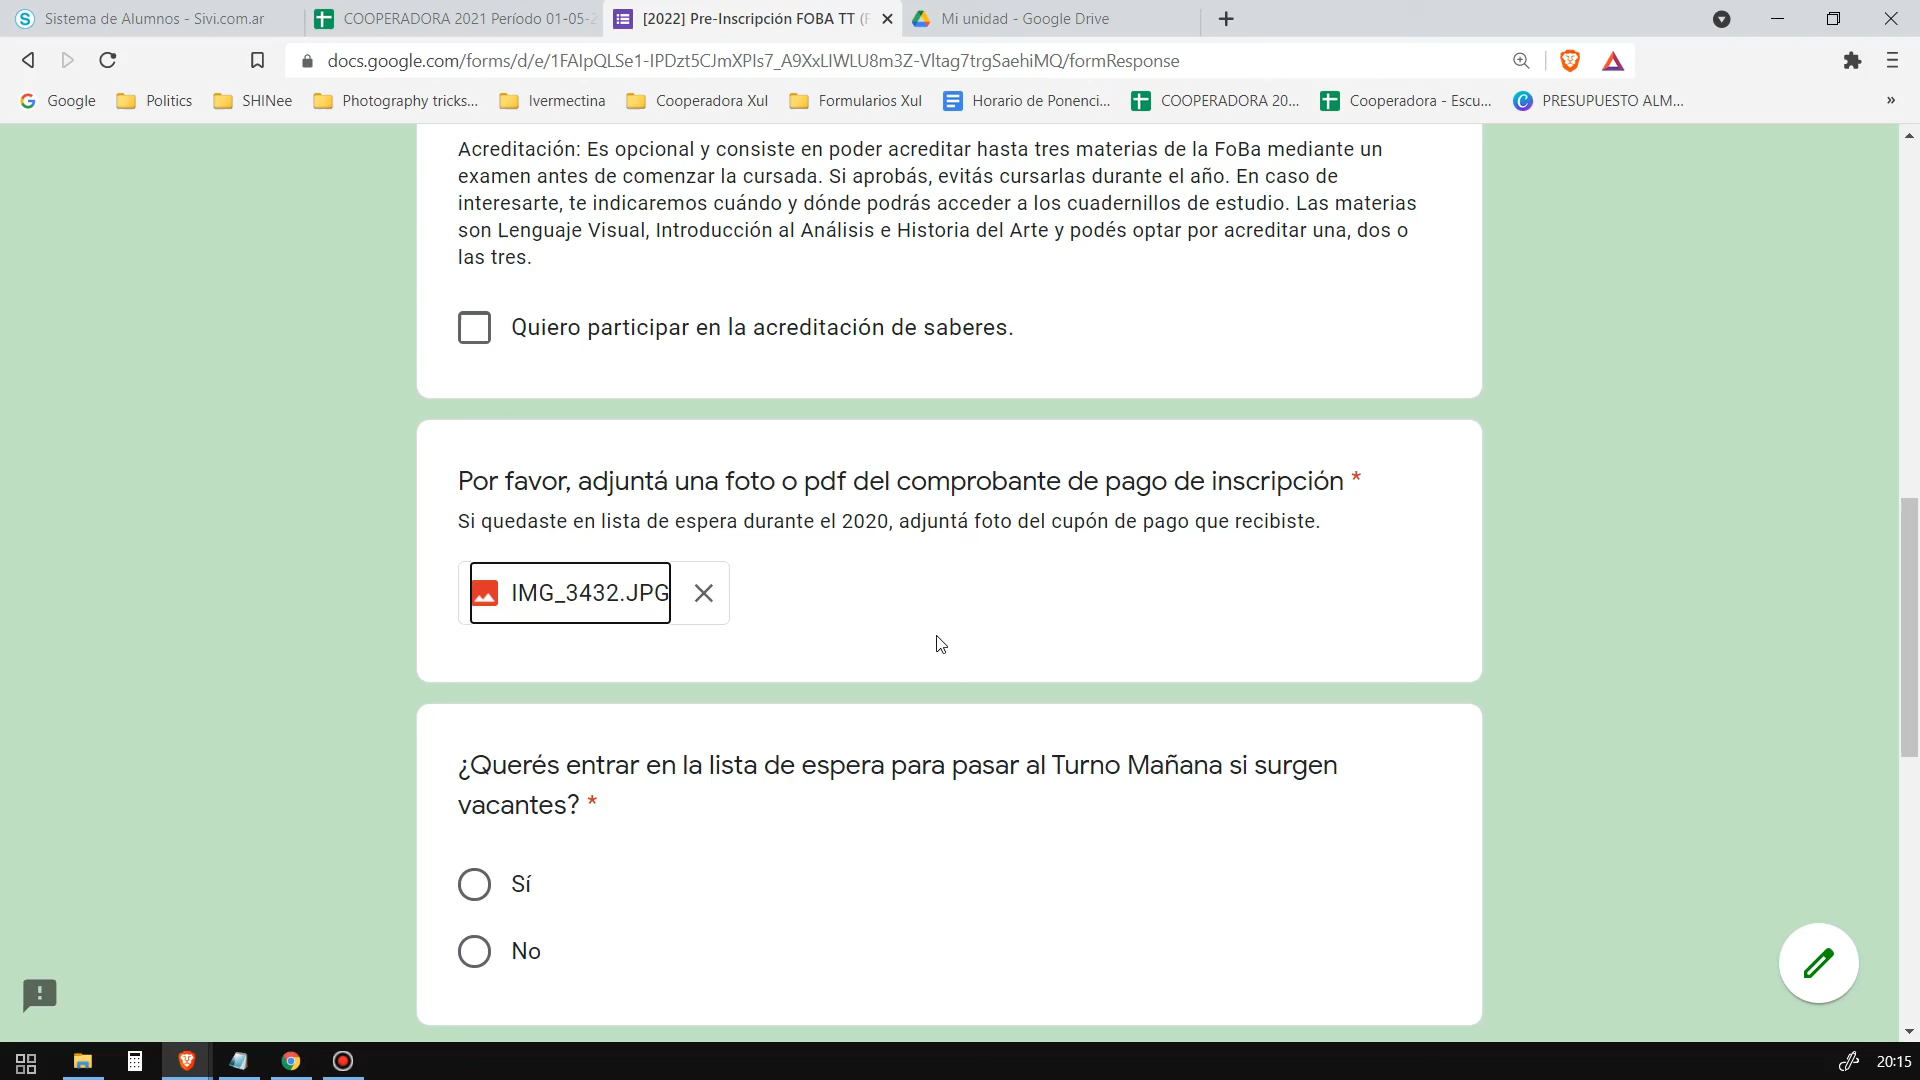 Sistema de Alumnos - Sivi.com.ar
COOPERADORA 2021 Período 01-05-2
[2022] Pre-Inscripción FOBA TT (F
Mi unidad - Google Drive
docs.google.com/forms/d/e/1FAIpQLSe1-IPDzt5CJmXPIs7_A9XxLIWLU8m3Z-Vltag7trgSaehiMQ/formResponse
Google
Politics
SHINee
Photography tricks...
Ivermectina
Cooperadora Xul
Formularios Xul
Horario de Ponenci...
COOPERADORA 20...
Cooperadora - Escu...
PRESUPUESTO ALM...
»
Acreditación: Es opcional y consiste en poder acreditar hasta tres materias de la FoBa mediante un
examen antes de comenzar la cursada. Si aprobás, evitás cursarlas durante el año. En caso de
interesarte, te indicaremos cuándo y dónde podrás acceder a los cuadernillos de estudio. Las materias
son Lenguaje Visual, Introducción al Análisis e Historia del Arte y podés optar por acreditar una, dos o
las tres.
Quiero participar en la acreditación de saberes.
Por favor, adjuntá una foto o pdf del comprobante de pago de inscripción *
Si quedaste en lista de espera durante el 2020, adjuntá foto del cupón de pago que recibiste.
IMG_3432.JPG
¿Querés entrar en la lista de espera para pasar al Turno Mañana si surgen
vacantes? *
Sí
No
20:15